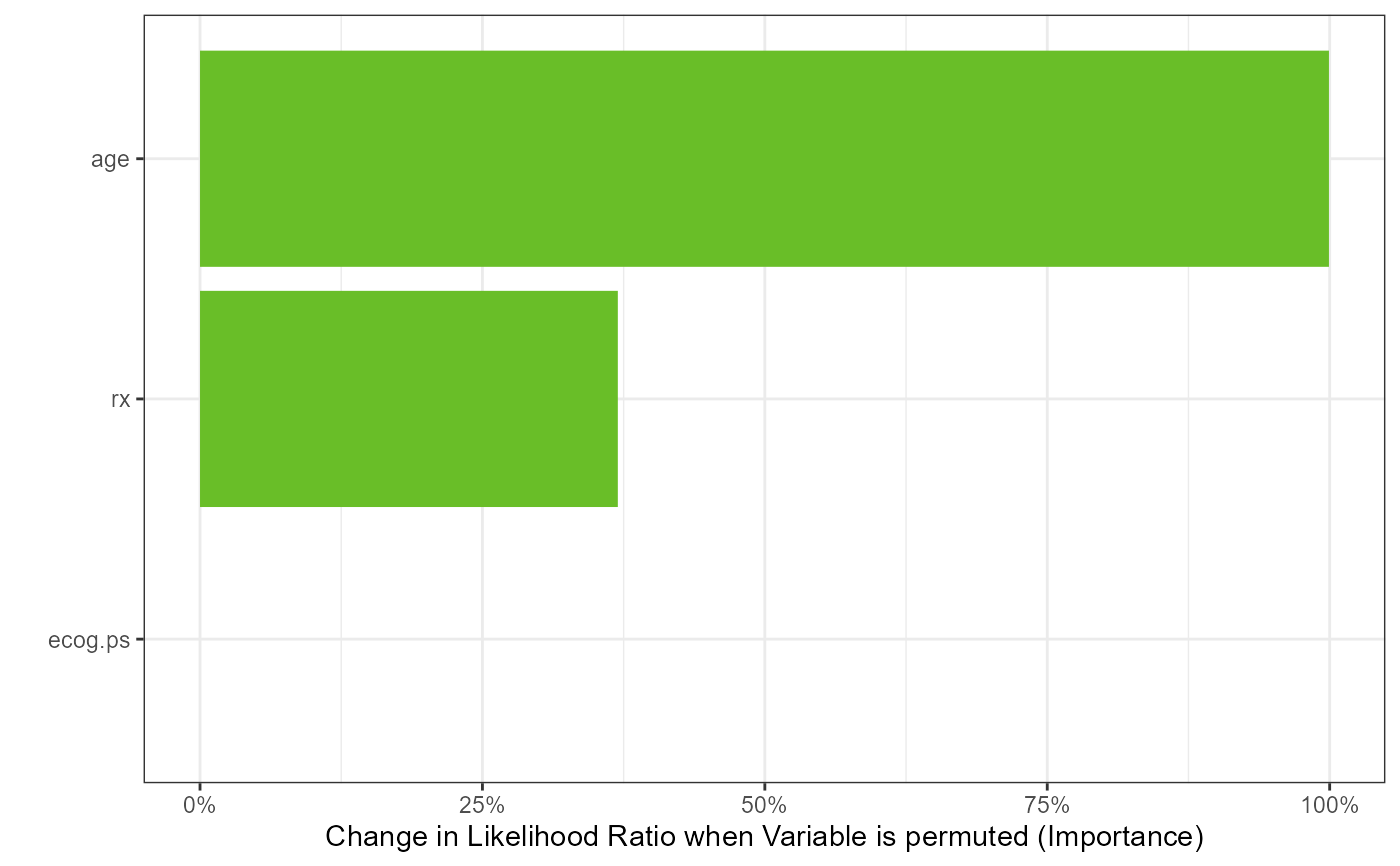 age
rx
ecog.ps
0% 25% 50% 75% 100%
Change in Likelihood Ratio when Variable is permuted (Importance)